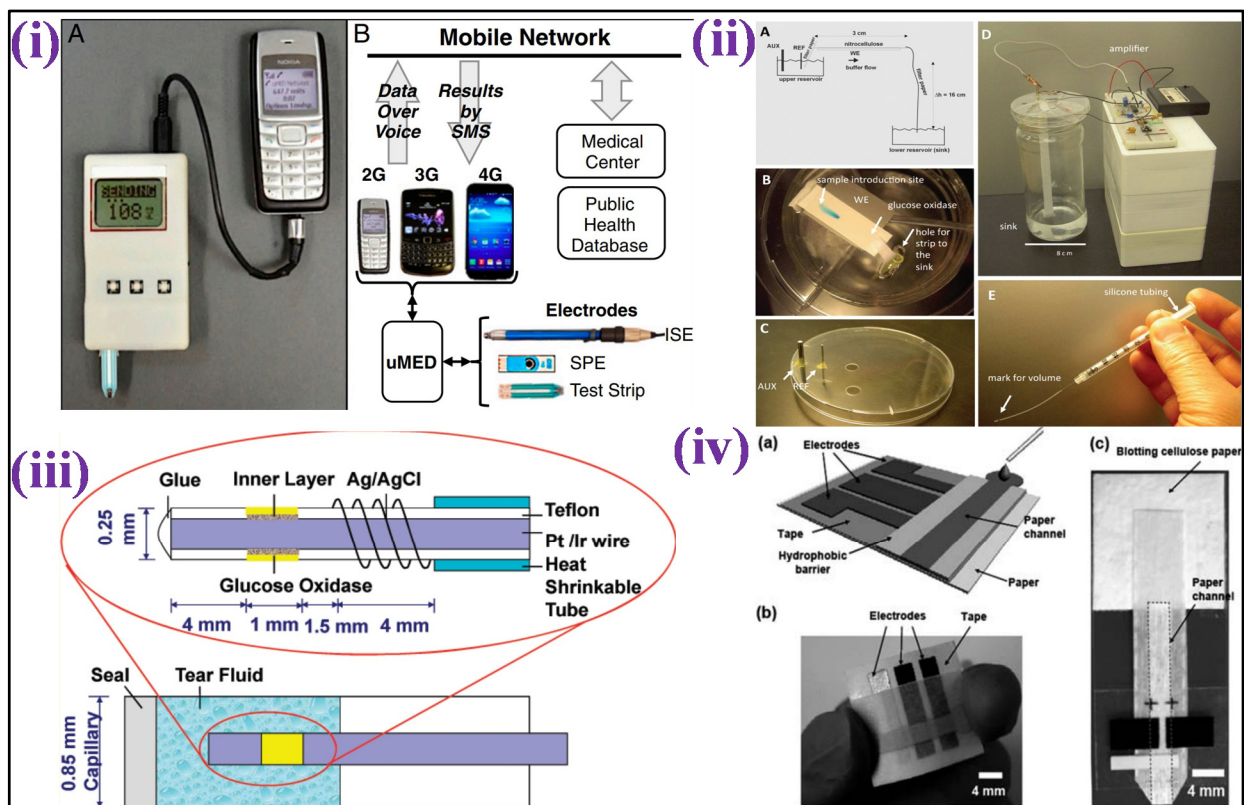 (i)
A
NOKIA
SENDING
108
B
Mobile Network
Data
Over
Voice
Results
by
SMS
Medical
Center
Public
Health
Database
2G
3G
4G
uMED
Electrodes
ISE
SPE
Test Strip
(ii)
A
3 cm
AUX
REF
filter paper
nitrocellulose
WE
buffer flow
upper reservoir
filter paper
Δh = 16 cm
lower reservoir (sink)
B
sample introduction site
WE
glucose oxidase
hole for
strip to
the
sink
C
AUX
REF
D
amplifier
sink
8 cm
E
silicone tubing
mark for volume
(iii)
Glue
Inner Layer
Ag/AgCl
0.25
mm
Teflon
Pt /Ir wire
Heat
Shrinkable
Tube
Glucose Oxidase
4 mm
1 mm
1.5 mm
4 mm
Seal
Tear Fluid
0.85 mm
Capillary
(iv)
(a)
Electrodes
Tape
Hydrophobic
barrier
Paper
channel
Paper
(b)
Electrodes
Tape
4 mm
(c)
Blotting cellulose paper
Paper
channel
4 mm